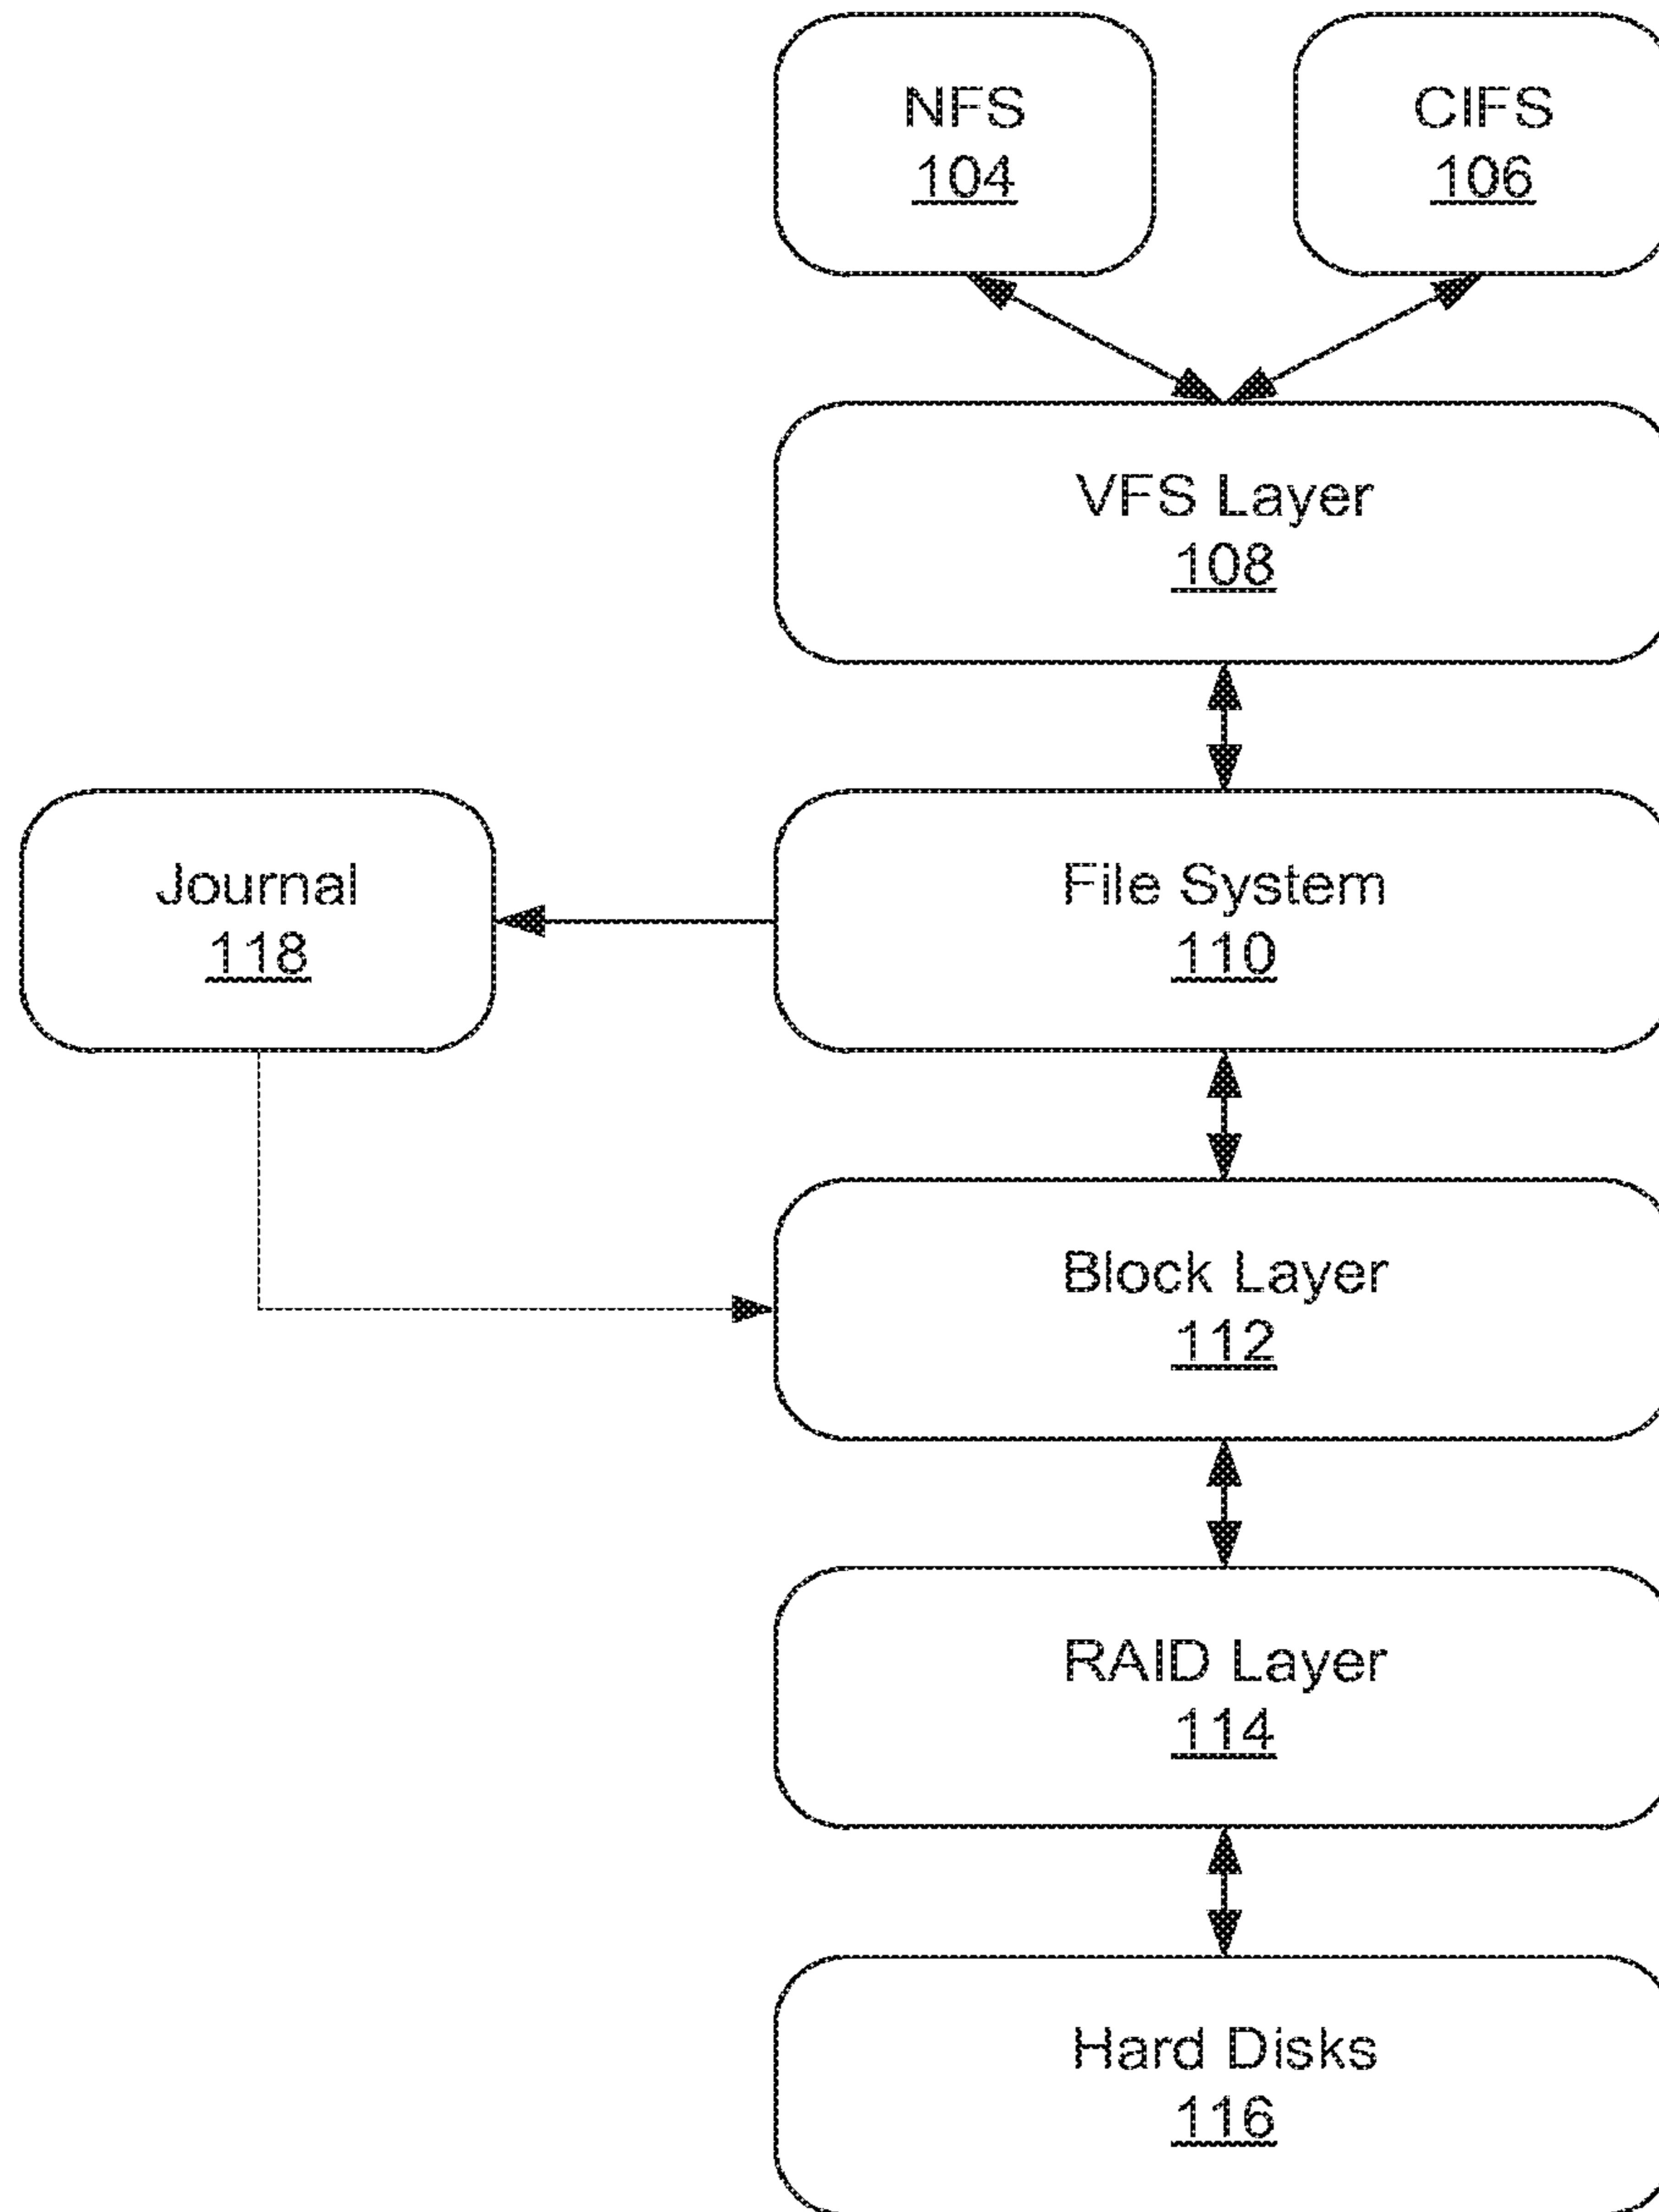 NFS
104
CIFS
106
VFS Layer
108
Journal
118
File System
110
Block Layer
112
RAID Layer
114
Hard Disks
116